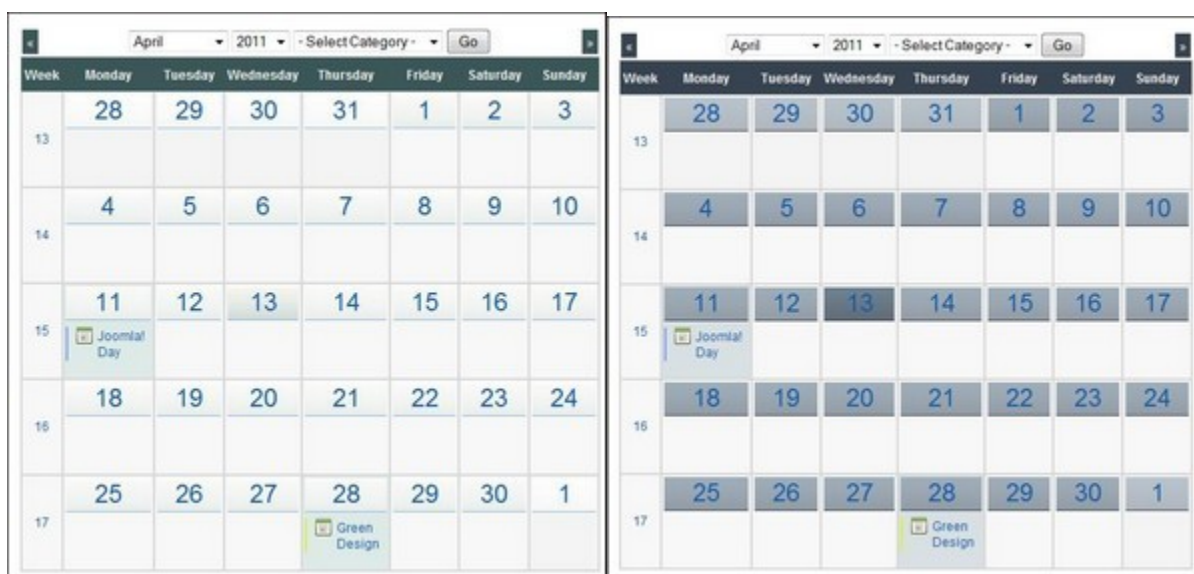 « April 2011 - Select Category - Go »
Week Monday Tuesday Wednesday Thursday Friday Saturday Sunday
13 28 29 30 31 1 2 3
14 4 5 6 7 8 9 10
15 11 12 13 14 15 16 17
Joomla!
Day
16 18 19 20 21 22 23 24
17 25 26 27 28 29 30 1
Green
Design
« April 2011 - Select Category - Go »
Week Monday Tuesday Wednesday Thursday Friday Saturday Sunday
13 28 29 30 31 1 2 3
14 4 5 6 7 8 9 10
15 11 12 13 14 15 16 17
Joomla!
Day
16 18 19 20 21 22 23 24
17 25 26 27 28 29 30 1
Green
Design